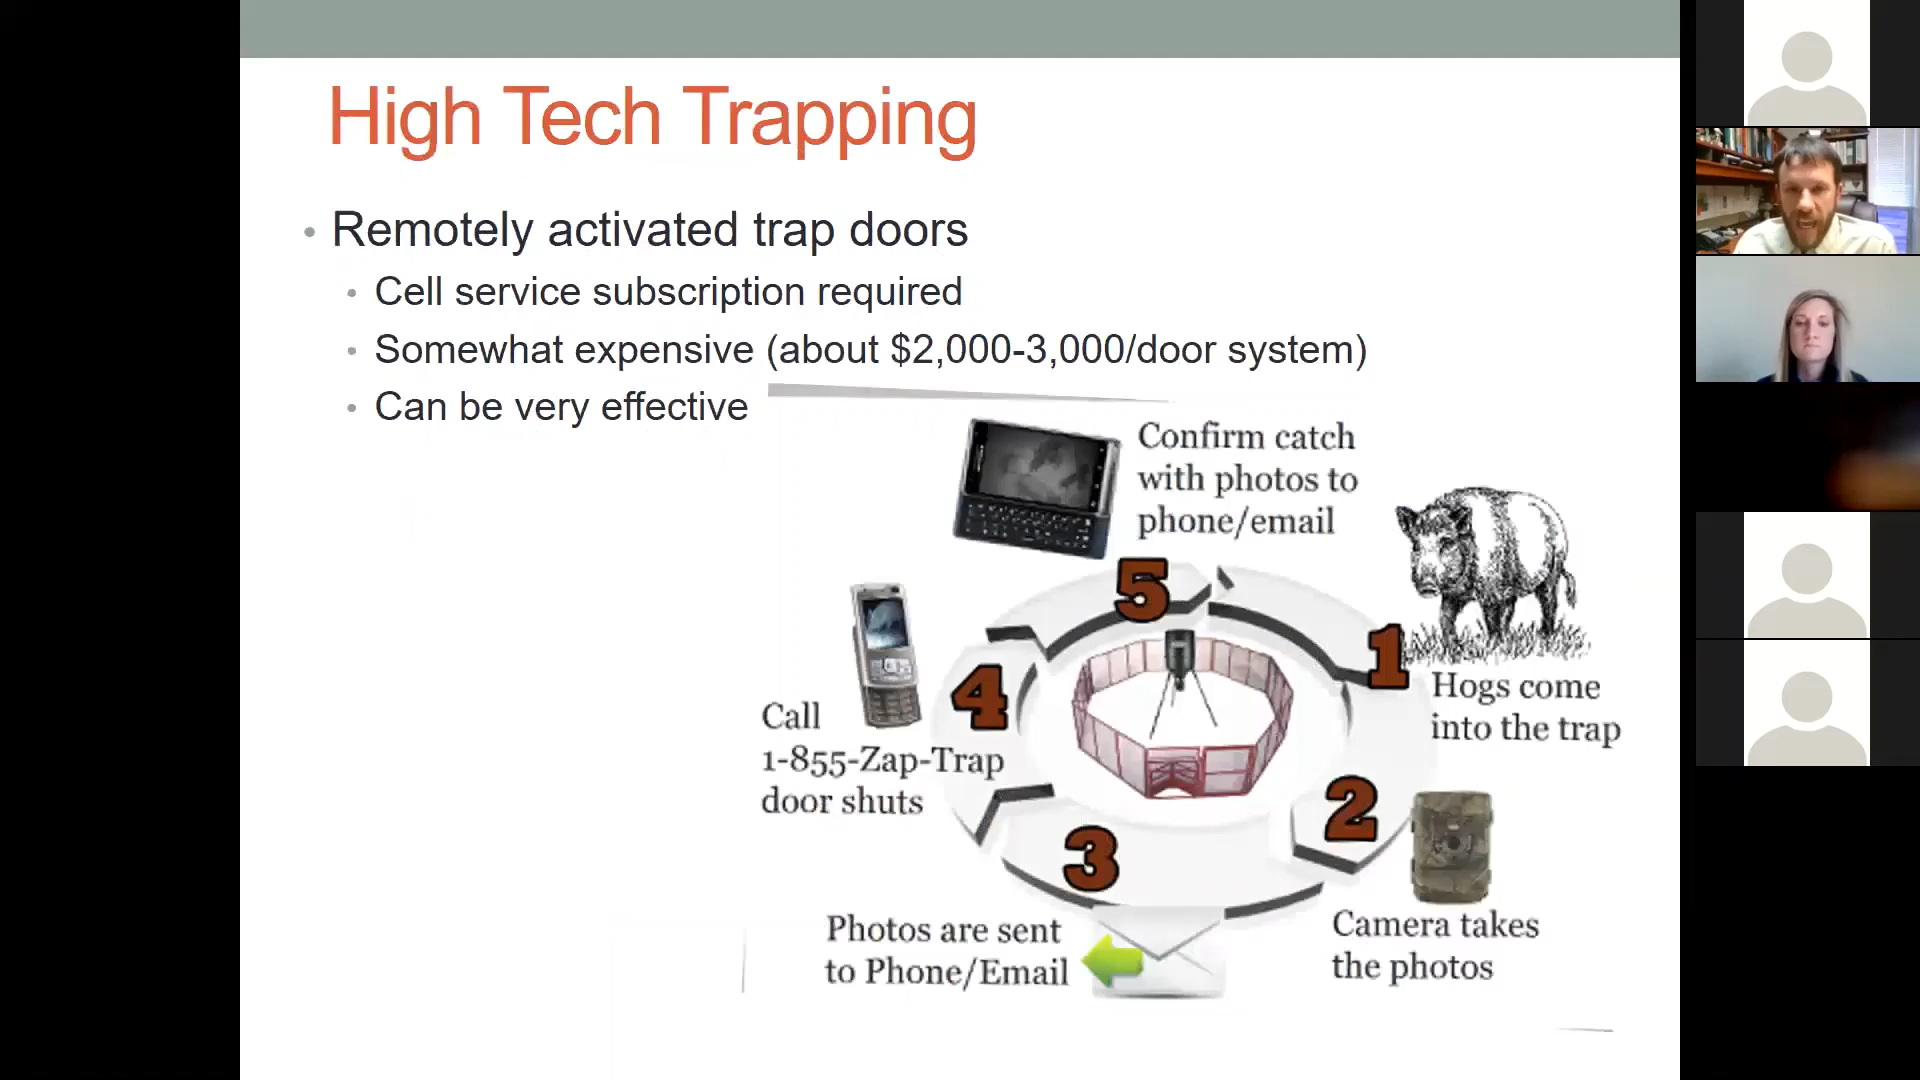 High Tech Trapping
• Remotely activated trap doors
• Cell service subscription required
• Somewhat expensive (about $2,000-3,000/door system)
• Can be very effective
Confirm catch
with photos to
phone/email
5
1
Hogs come
into the trap
4
Call
1-855-Zap-Trap
door shuts
2
3
Camera takes
the photos
Photos are sent
to Phone/Email